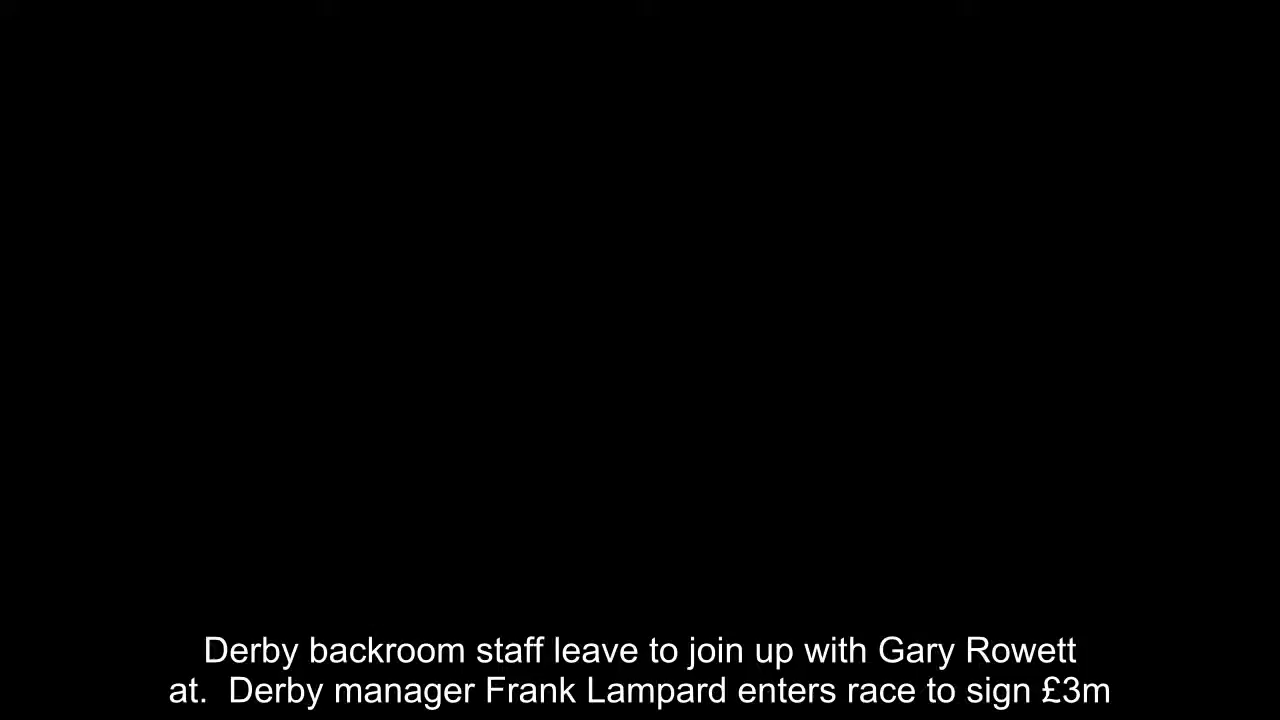 Derby backroom staff leave to join up with Gary Rowett
at.  Derby manager Frank Lampard enters race to sign £3m